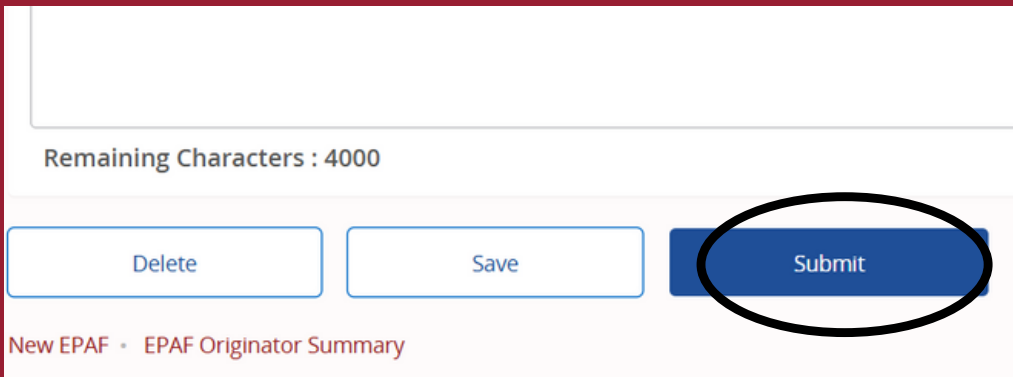 Remaining Characters : 4000
Delete Save Submit
New EPAF • EPAF Originator Summary